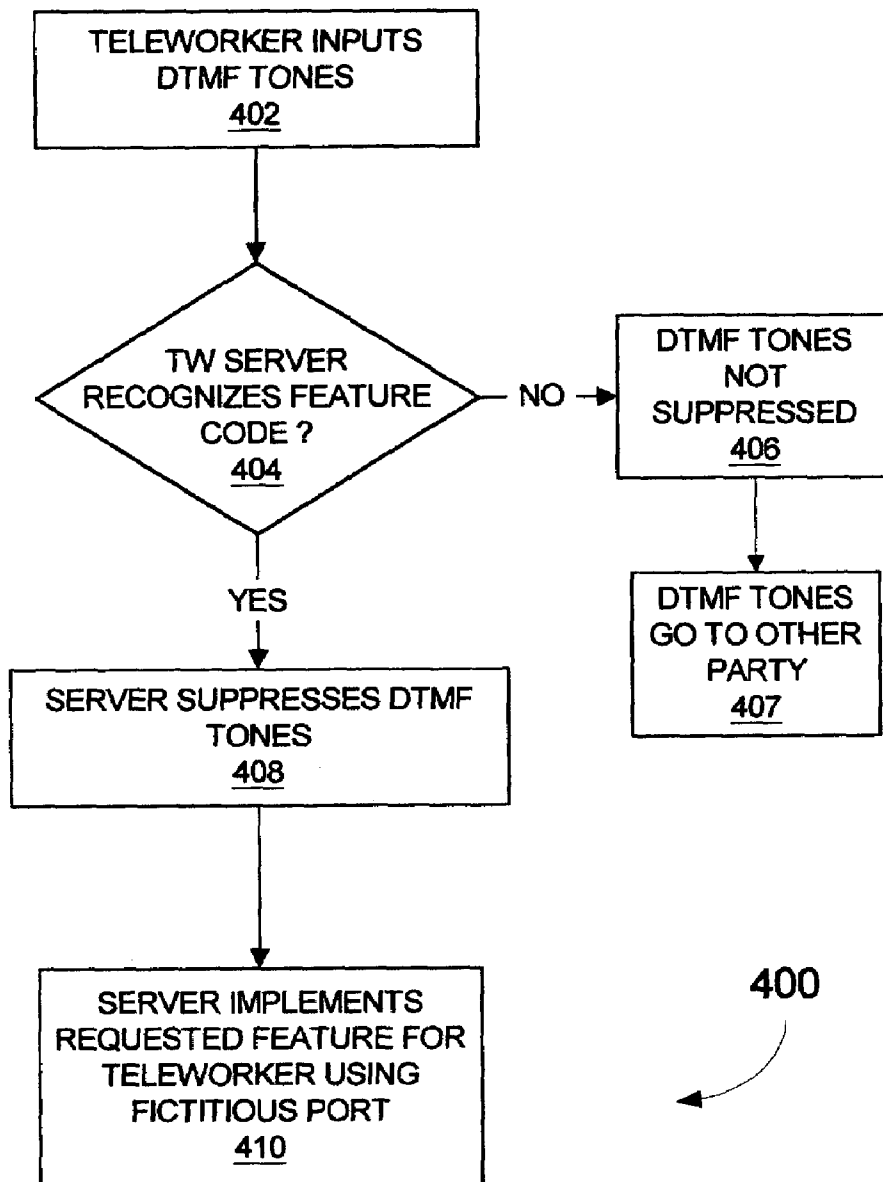 TELEWORKER INPUTS
DTMF TONES
402
TW SERVER
RECOGNIZES FEATURE
CODE ?
404
NO
DTMF TONES
NOT
SUPPRESSED
406
DTMF TONES
GO TO OTHER
PARTY
407
YES
SERVER SUPPRESSES DTMF
TONES
408
SERVER IMPLEMENTS
REQUESTED FEATURE FOR
TELEWORKER USING
FICTITIOUS PORT
410
400